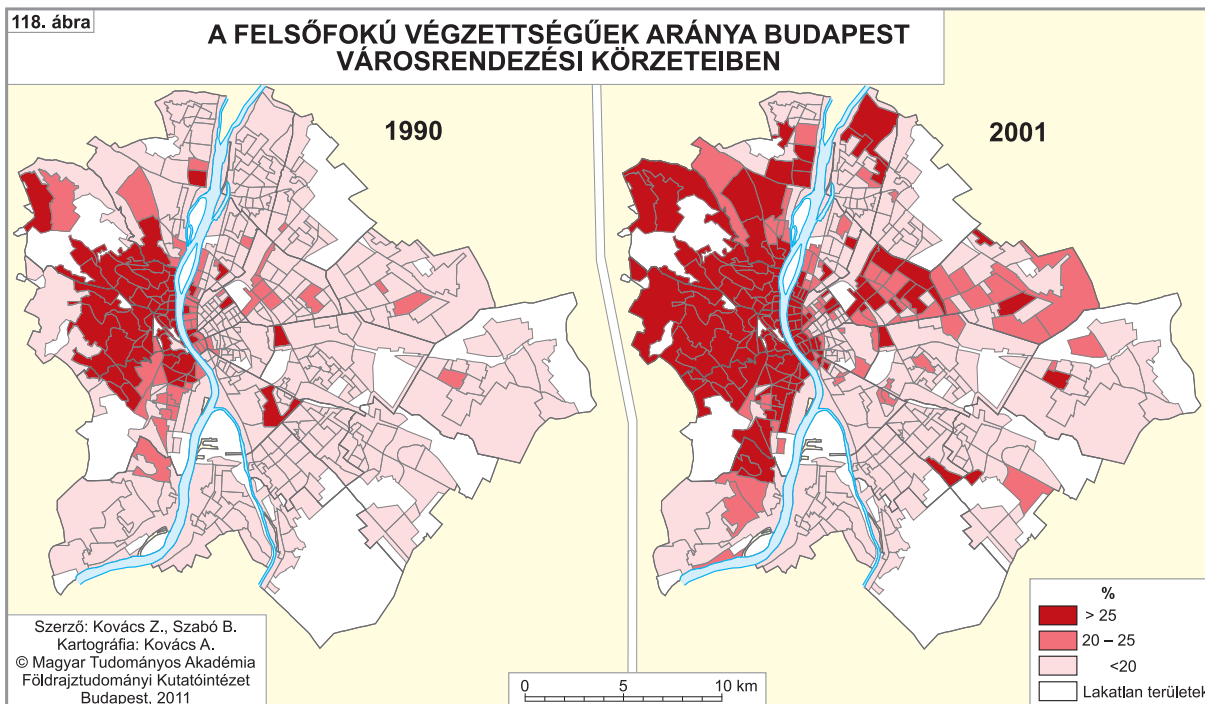 118. ábra
A FELSŐFOKÚ VÉGZETTSÉGŰEK ARÁNYA BUDAPEST
VÁROSRENDEZÉSI KÖRZETEIBEN
1990
2001
Szerző: Kovács Z., Szabó B.
Kartográfia: Kovács A.
© Magyar Tudományos Akadémia
Földrajztudományi Kutatóintézet
Budapest, 2011
0 5 10 km
%
> 25
20 – 25
<20
Lakatlan területek